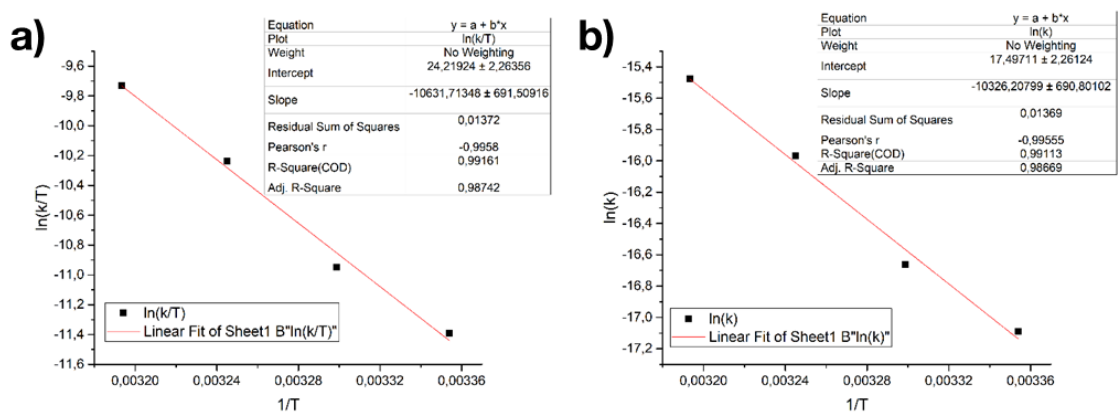 a)
Equation y = a + b*x
Plot ln(k/T)
Weight No Weighting
Intercept 24,21924 ± 2,26356
Slope -10631,71348 ± 691,50916
Residual Sum of Squares 0,01372
Pearson's r -0,9958
R-Square(COD) 0,99161
Adj. R-Square 0,98742
ln(k/T)
-9,6
-9,8
-10,0
-10,2
-10,4
-10,6
-10,8
-11,0
-11,2
-11,4
-11,6
ln(k/T)
Linear Fit of Sheet1 B"ln(k/T)"
0,00320 0,00324 0,00328 0,00332 0,00336
1/T
b)
Equation y = a + b*x
Plot ln(k)
Weight No Weighting
Intercept 17,49711 ± 2,26124
Slope -10326,20799 ± 690,80102
Residual Sum of Squares 0,01369
Pearson's r -0,99555
R-Square(COD) 0,99113
Adj. R-Square 0,98669
ln(k)
-15,4
-15,6
-15,8
-16,0
-16,2
-16,4
-16,6
-16,8
-17,0
-17,2
ln(k)
Linear Fit of Sheet1 B"ln(k)"
0,00320 0,00324 0,00328 0,00332 0,00336
1/T